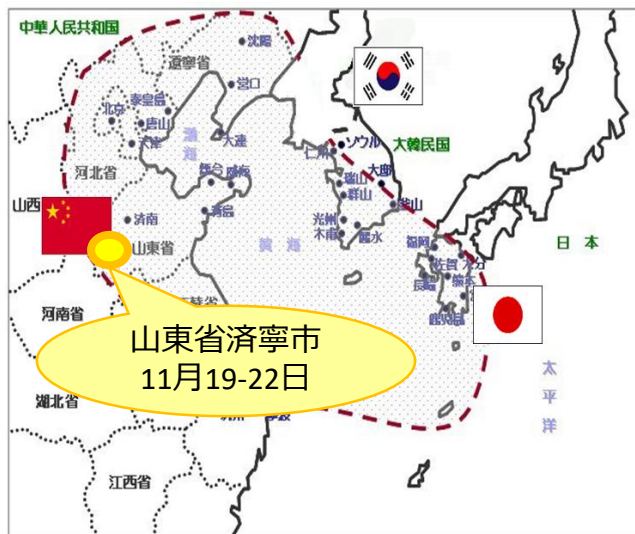 中華人民共和国
沈陽
遼寧省
営口
北京
秦皇島
唐山
天津
渤海
大連
河北省
山西
済南
山東省
煙台
威海
青島
黄海
仁川
ソウル
大韓民国
瑞山
群山
大邱
光州
木甫
麗水
釜山
福岡
佐賀
大分
長崎
熊本
鹿児島
日本
河南省
山東省済寧市
11月19-22日
湖北省
江西省
太平洋